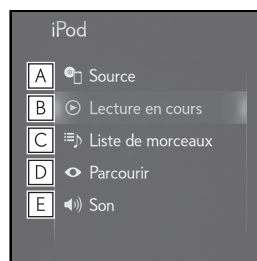 iPod
A Source
B Lecture en cours
C Liste de morceaux
D Parcourir
E Son